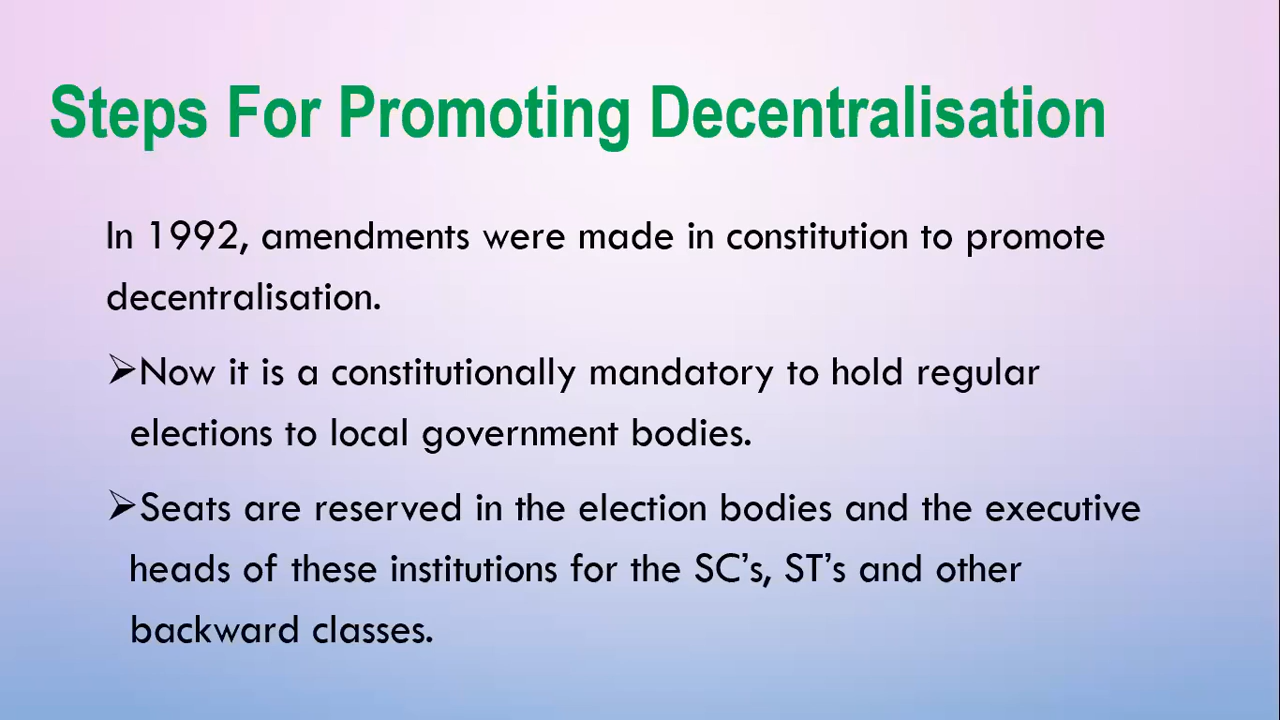 Steps For Promoting Decentralisation
In 1992, amendments were made in constitution to promote
decentralisation.
➢Now it is a constitutionally mandatory to hold regular
elections to local government bodies.
➢Seats are reserved in the election bodies and the executive
heads of these institutions for the SC’s, ST’s and other
backward classes.